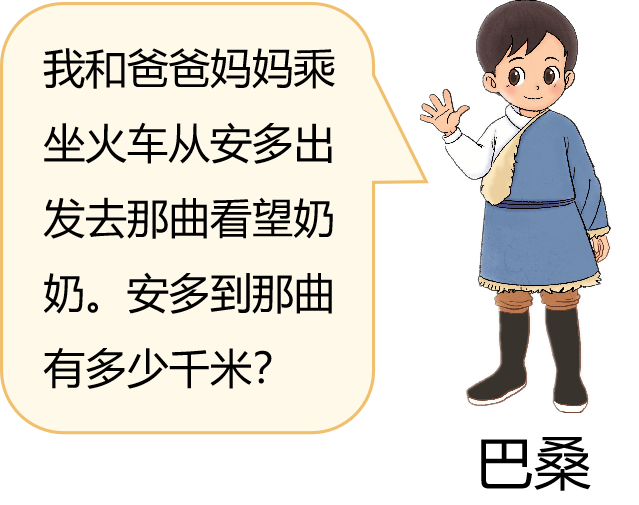 我和爸爸妈妈乘
坐火车从安多出
发去那曲看望奶
奶。安多到那曲
有多少千米？
巴桑